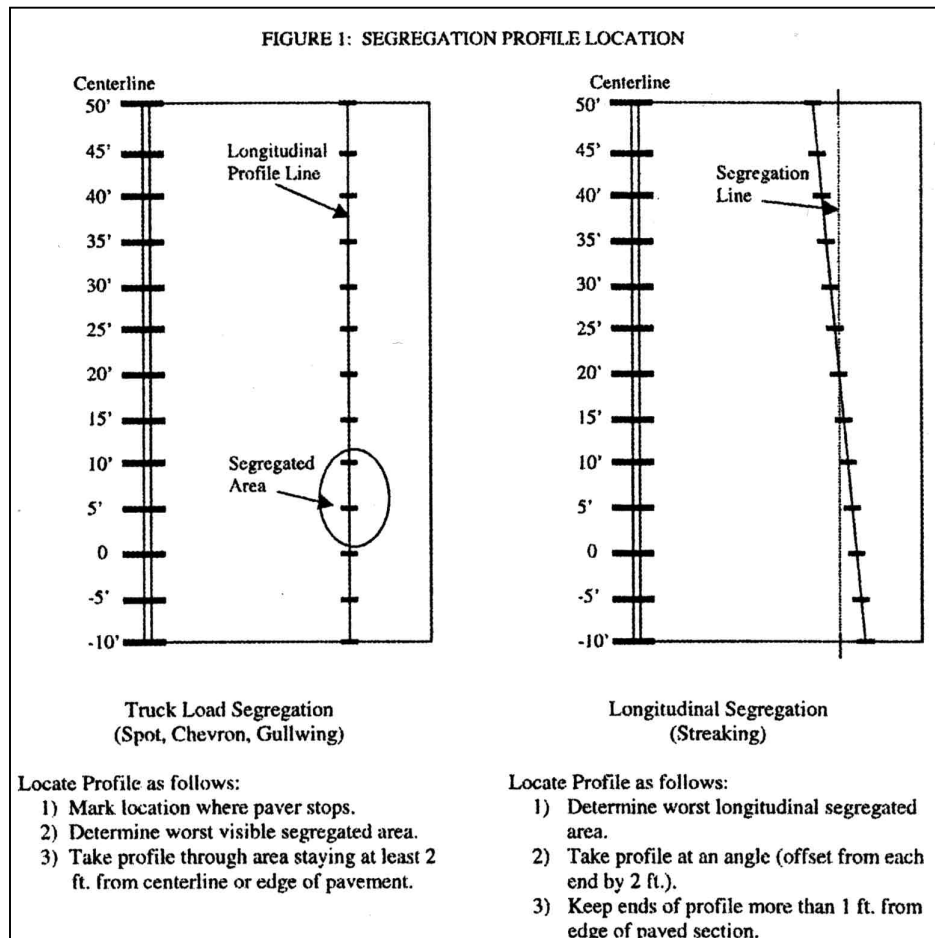 FIGURE 1: SEGREGATION PROFILE LOCATION
Centerline
50'
45'
40'
35'
30'
25'
20'
15'
10'
5'
0
-5'
-10'
Longitudinal
Profile Line
Segregated
Area
Truck Load Segregation
(Spot, Chevron, Gullwing)
Locate Profile as follows:
1) Mark location where paver stops.
2) Determine worst visible segregated area.
3) Take profile through area staying at least 2
ft. from centerline or edge of pavement.
Centerline
50'
45'
40'
35'
30'
25'
20'
15'
10'
5'
0
-5'
-10'
Segregation
Line
Longitudinal Segregation
(Streaking)
Locate Profile as follows:
1) Determine worst longitudinal segregated
area.
2) Take profile at an angle (offset from each
end by 2 ft.).
3) Keep ends of profile more than 1 ft. from
edge of paved section.